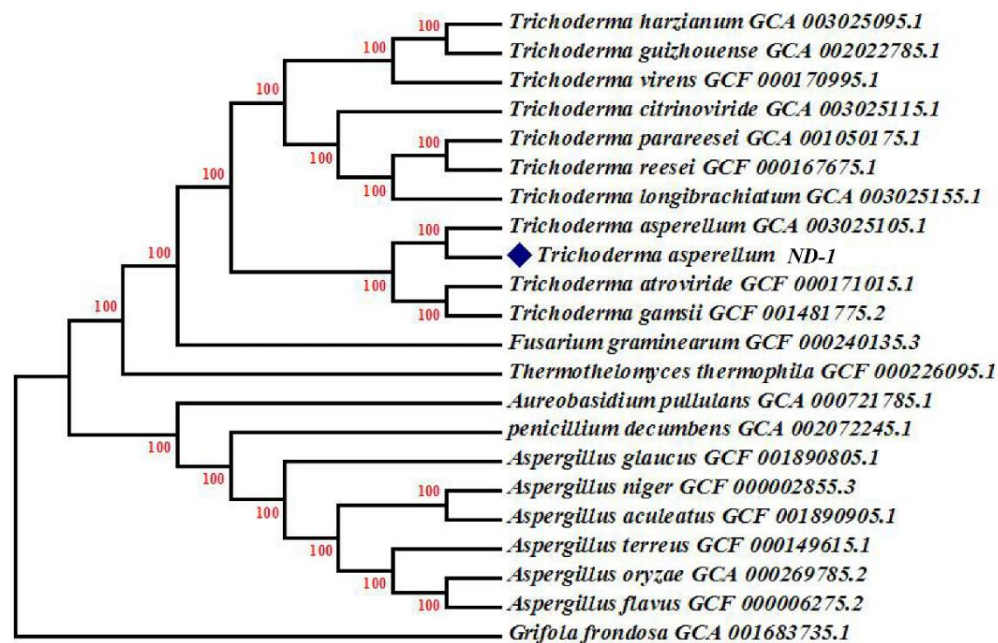 Trichoderma harzianum GCA 003025095.1
100
Trichoderma guizhouense GCA 002022785.1
100
Trichoderma virens GCF 000170995.1
100
Trichoderma citrinoviride GCA 003025115.1
Trichoderma parareesei GCA 001050175.1
100
100
Trichoderma reesei GCF 000167675.1
100
100
Trichoderma longibrachiatum GCA 003025155.1
Trichoderma asperellum GCA 003025105.1
100
Trichoderma asperellum ND-1
100
100
Trichoderma atroviride GCF 000171015.1
100
100
Trichoderma gamsii GCF 001481775.2
Fusarium graminearum GCF 000240135.3
Thermothelomyces thermophila GCF 000226095.1
Aureobasidium pullulans GCA 000721785.1
penicillium decumbens GCA 002072245.1
100
Aspergillus glaucus GCF 001890805.1
100
Aspergillus niger GCF 000002855.3
100
100
Aspergillus aculeatus GCF 001890905.1
Aspergillus terreus GCF 000149615.1
100
Aspergillus oryzae GCA 000269785.2
100
Aspergillus flavus GCF 000006275.2
100
Grifola frondosa GCA 001683735.1